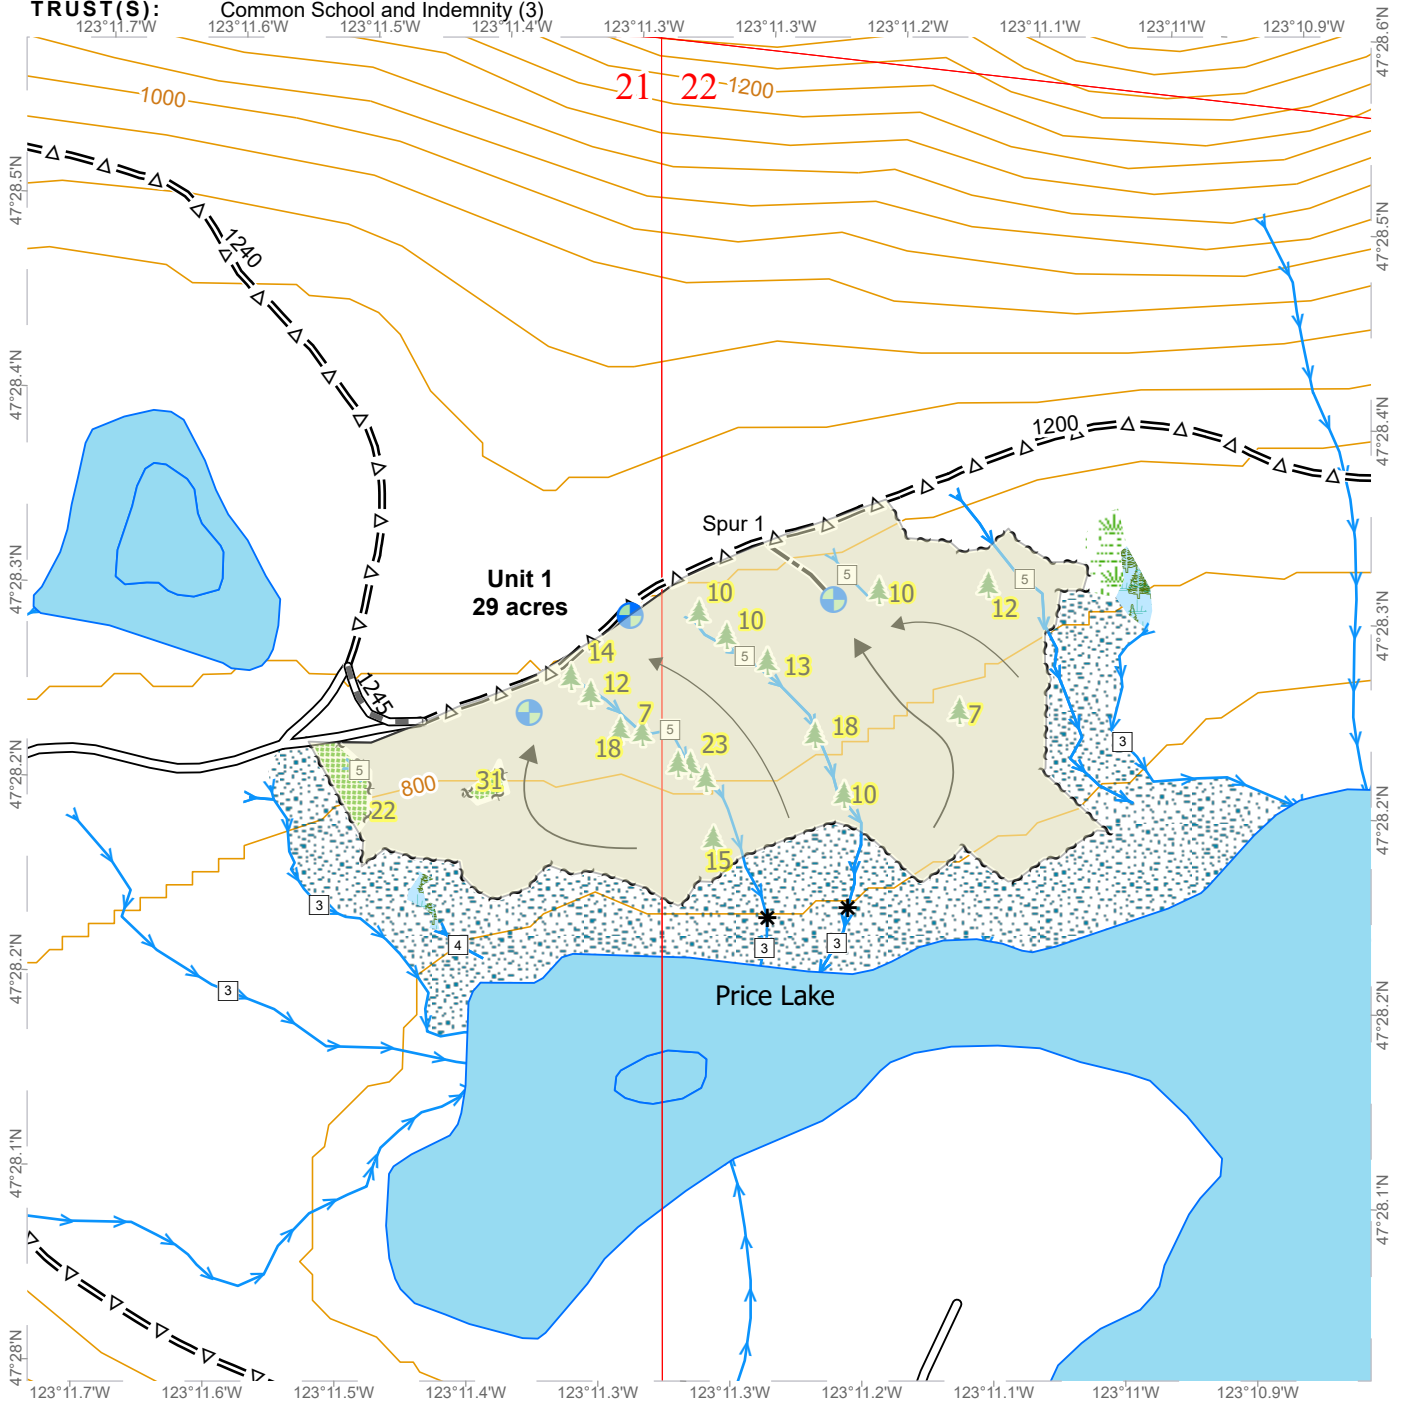 TRUST(S): Common School and Indemnity (3)
123°11.7'W 123°11.6'W 123°11.5'W 123°11.4'W 123°11.3'W 123°11.3'W 123°11.2'W 123°11.1'W 123°11'W 123°10.9'W
47°28.6'N
21 22
1200
1000
47°28.5'N
47°28.5'N
1240
47°28.4'N
47°28.4'N
1200
Spur 1
Unit 1
29 acres
47°28.3'N
47°28.3'N
5
5
10
10
12
10
5
13
14
12
7
18
5
23
18
7
10
1245
47°28.2'N
47°28.2'N
5
22
800
31
15
3
3
4
3
3
3
47°28.2'N
47°28.2'N
Price Lake
47°28.1'N
47°28.1'N
47°28'N
123°11.7'W 123°11.6'W 123°11.5'W 123°11.4'W 123°11.3'W 123°11.3'W 123°11.2'W 123°11.1'W 123°11'W 123°10.9'W